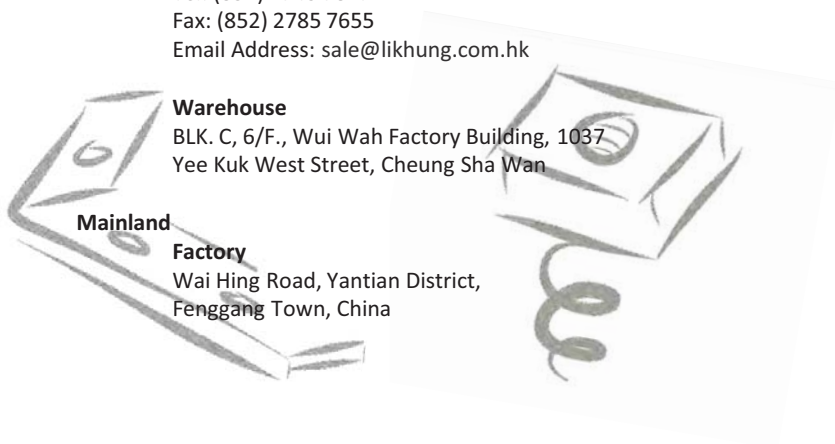 Fax: (852) 2785 7655
Email Address: sale@likhung.com.hk
Warehouse
BLK. C, 6/F., Wui Wah Factory Building, 1037
Yee Kuk West Street, Cheung Sha Wan
Mainland
Factory
Wai Hing Road, Yantian District,
Fenggang Town, China